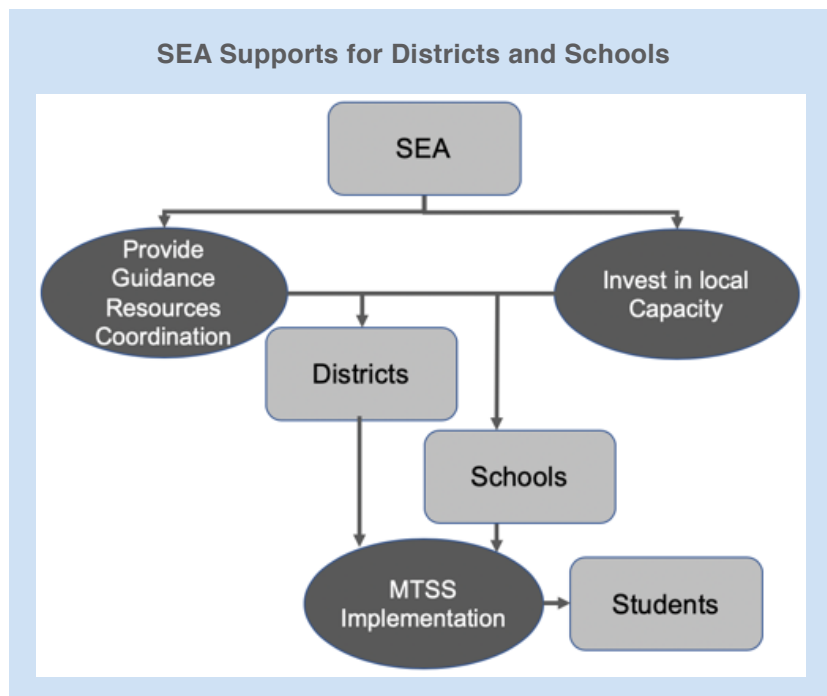 SEA Supports for Districts and Schools
SEA
Provide
Guidance
Resources
Coordination
Invest in local
Capacity
Districts
Schools
MTSS
Implementation
Students